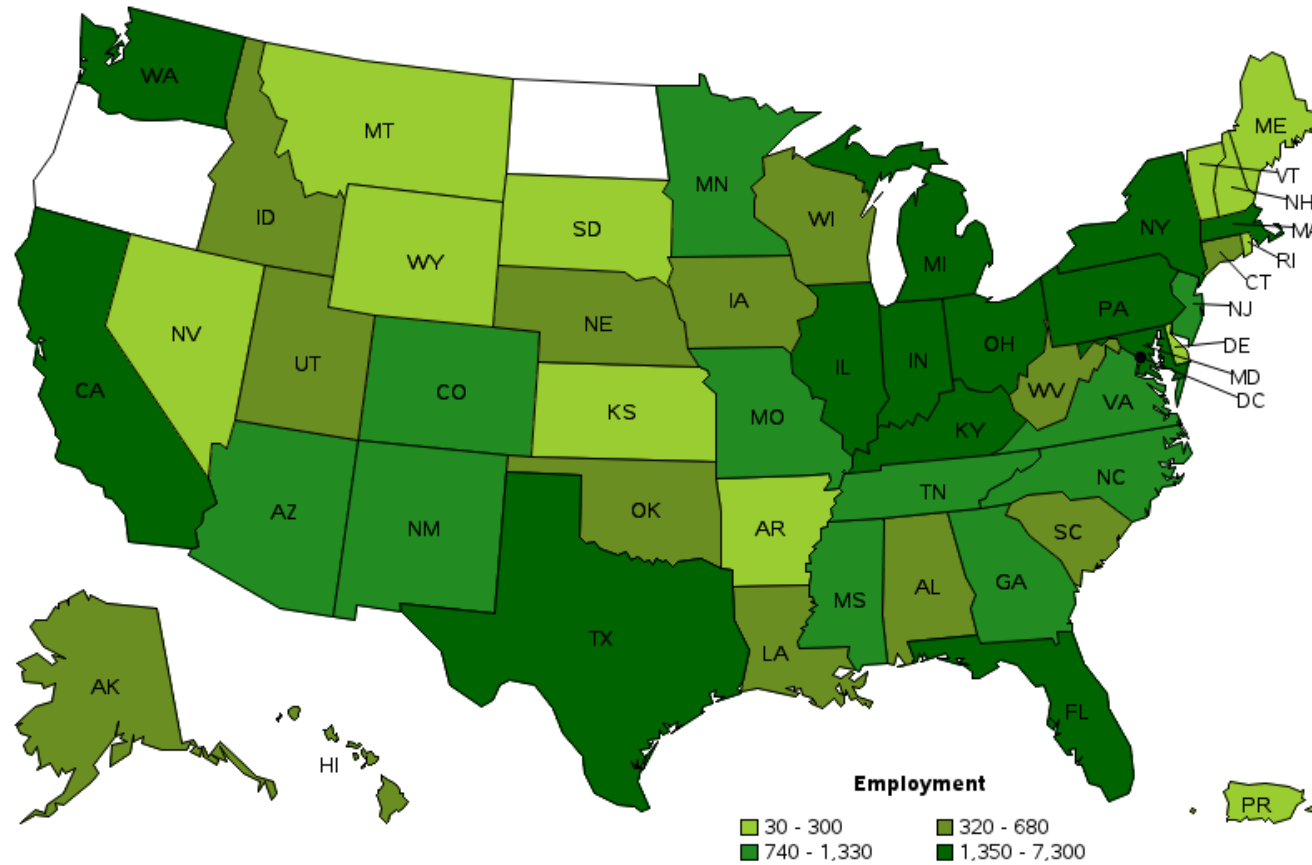 WA
MT
ME
VT
NH
MN
ID
WI
SD
NY
MA
WY
MI
RI
CT
IA
PA
NJ
NE
NV
OH
DE
UT
IL
IN
MD
CA
CO
WV
DC
VA
KS
MO
KY
NC
TN
OK
AZ
NM
AR
SC
GA
AL
MS
TX
LA
AK
FL
HI
Employment
PR
30 - 300 320 - 680
740 - 1,330 1,350 - 7,300